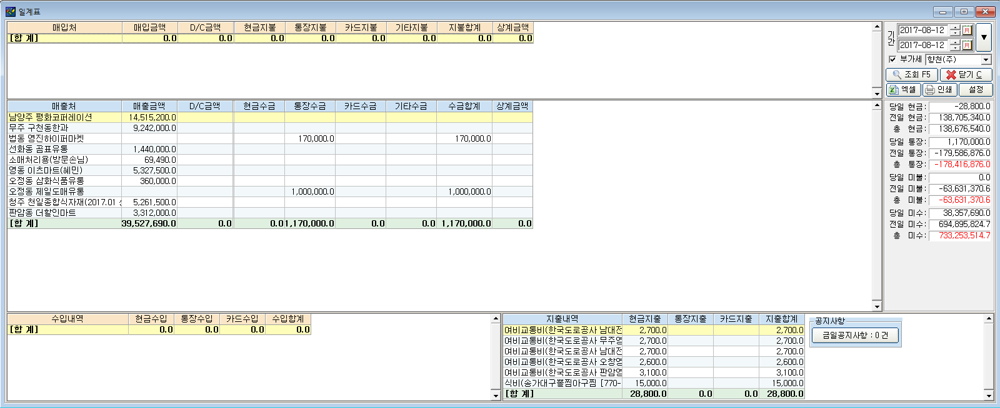 일계표
매입처 매입금액 D/C금액 현금지불 통장지불 카드지불 기타지불 지불합계 상계금액
[합 계] 0.0 0.0 0.0 0.0 0.0 0.0 0.0 0.0
기간 2017-08-12 月 ▼
2017-08-12 月
부가세 향천(주)
조회 F5 닫기 C
엑셀 인쇄 설정
매출처 매출금액 D/C금액 현금수금 통장수금 카드수금 기타수금 수금합계 상계금액
남양주 평화코퍼레이션 14,515,200.0
무주 구천동한과 9,242,000.0
법동 영진하이퍼마켓 170,000.0 170,000.0
선화동 곰표유통 1,440,000.0
소매처리용(방문손님) 69,490.0
영동 이츠마트(혜민) 5,327,500.0
오정동 삼화식품유통 360,000.0
오정동 제일도매유통 1,000,000.0 1,000,000.0
청주 천일종합식자재(2017.01 5,261,500.0
판암동 더할인마트 3,312,000.0
[합 계] 39,527,690.0 0.0 0.0 1,170,000.0 0.0 0.0 1,170,000.0 0.0
당일 현금: -28,800.0
전일 현금: 138,705,340.0
총 현금: 138,676,540.0
당일 통장: 1,170,000.0
전일 통장: -179,586,876.0
총 통장: -178,416,876.0
당일 미불: 0.0
전일 미불: -63,631,370.6
총 미불: -63,631,370.6
당일 미수: 38,357,690.0
전일 미수: 694,895,824.7
총 미수: 733,253,514.7
수입내역 현금수입 통장수입 카드수입 수입합계
[합 계] 0.0 0.0 0.0 0.0
지출내역 현금지출 통장지출 카드지출 지출합계
여비교통비(한국도로공사 남대전 2,700.0 2,700.0
여비교통비(한국도로공사 무주영 2,700.0 2,700.0
여비교통비(한국도로공사 남대전 2,700.0 2,700.0
여비교통비(한국도로공사 오창영 2,600.0 2,600.0
여비교통비(한국도로공사 판암영 3,100.0 3,100.0
식비(송가대구뽈찜아구찜 [770- 15,000.0 15,000.0
[합 계] 28,800.0 0.0 0.0 28,800.0
공지사항
금일공지사항 : 0 건